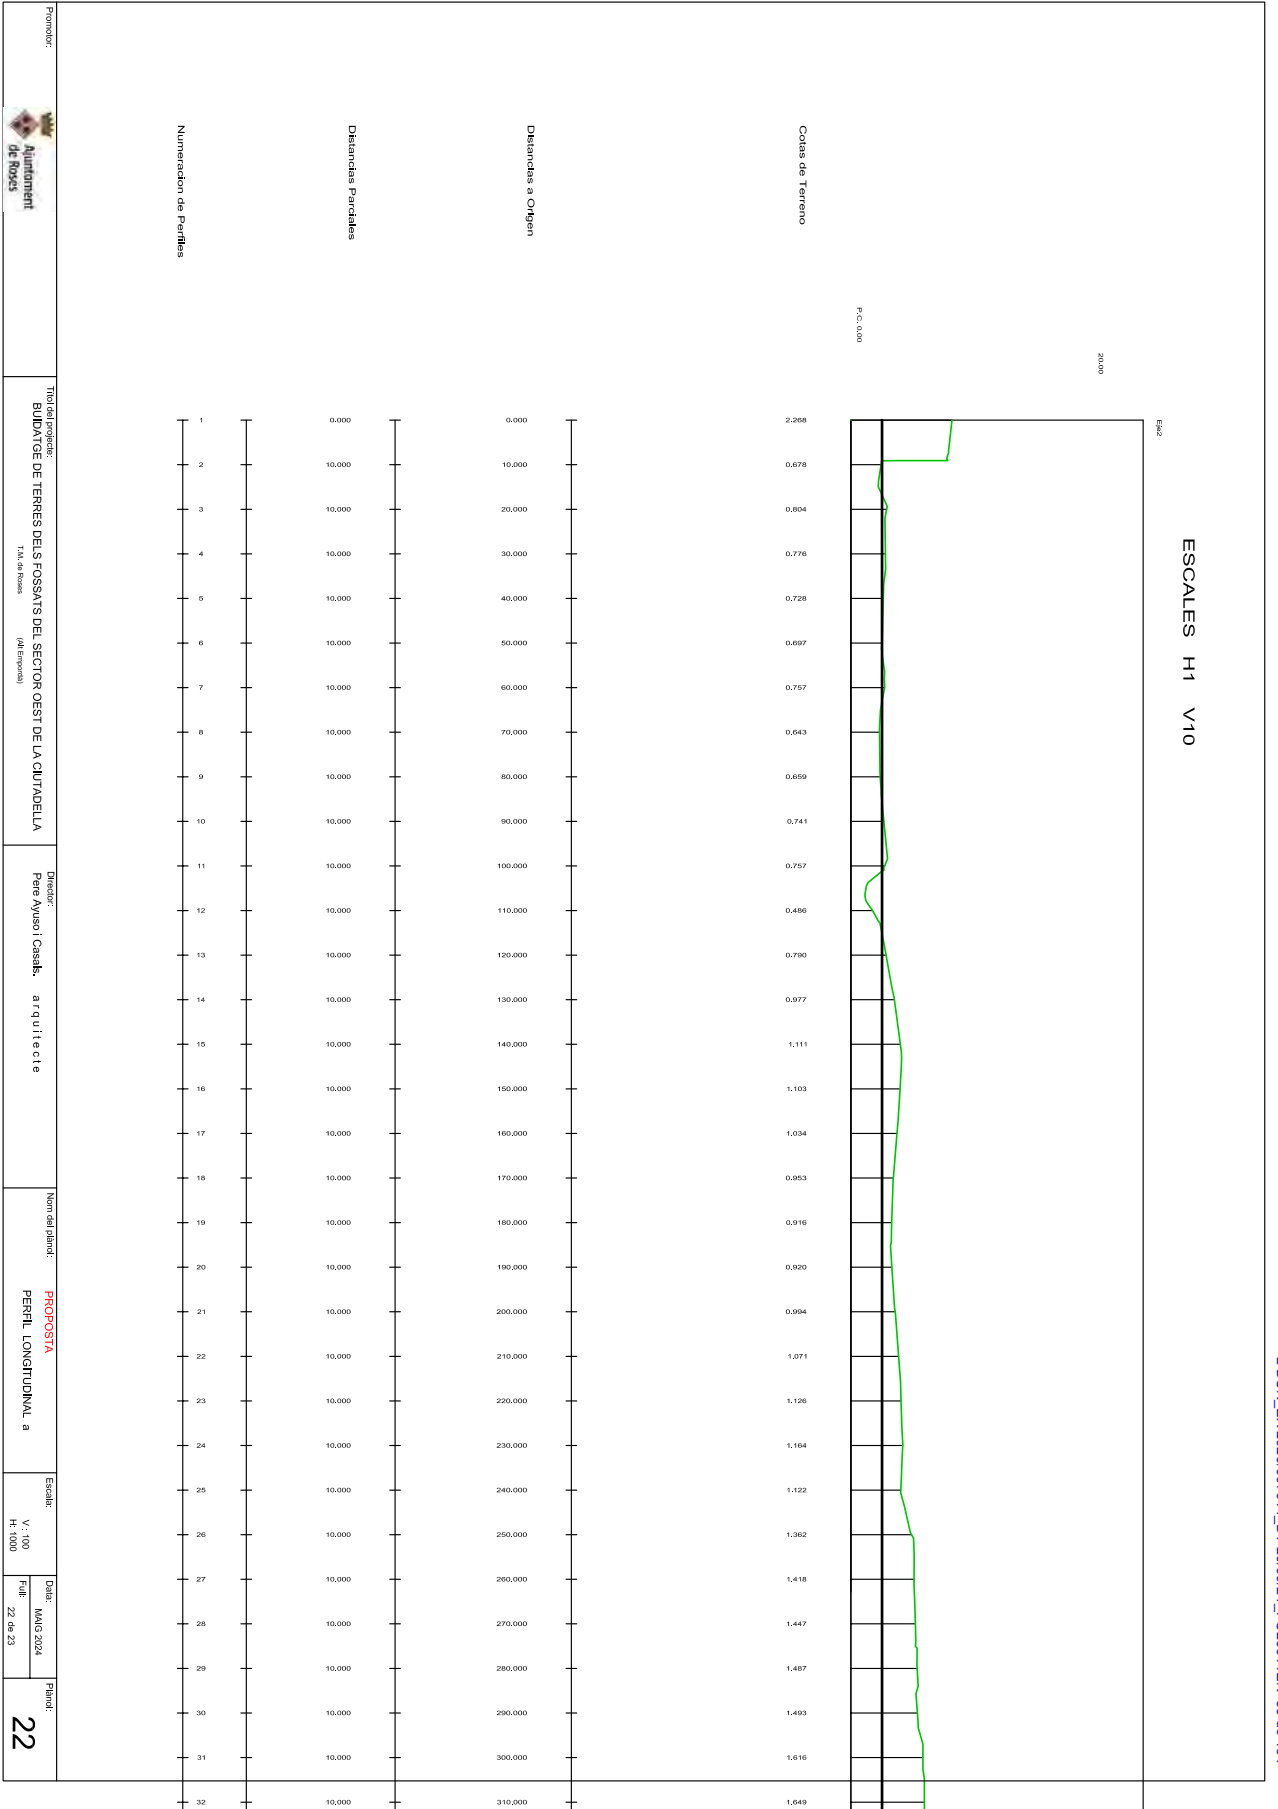 ESCALES H1 V10
Eje2
20.00
P.C. 0.00
Cotas de Terreno
2.268 0.678 0.804 0.776 0.728 0.697 0.757 0.643 0.659 0.741 0.757 0.486 0.790 0.977 1.111 1.103 1.034 0.953 0.916 0.920 0.994 1.071 1.126 1.164 1.122 1.362 1.418 1.447 1.487 1.493 1.616 1.649
Distancias a Origen
0.000 10.000 20.000 30.000 40.000 50.000 60.000 70.000 80.000 90.000 100.000 110.000 120.000 130.000 140.000 150.000 160.000 170.000 180.000 190.000 200.000 210.000 220.000 230.000 240.000 250.000 260.000 270.000 280.000 290.000 300.000 310.000
Distancias Parciales
0.000 10.000 10.000 10.000 10.000 10.000 10.000 10.000 10.000 10.000 10.000 10.000 10.000 10.000 10.000 10.000 10.000 10.000 10.000 10.000 10.000 10.000 10.000 10.000 10.000 10.000 10.000 10.000 10.000 10.000 10.000 10.000
Numeracion de Perfiles
1 2 3 4 5 6 7 8 9 10 11 12 13 14 15 16 17 18 19 20 21 22 23 24 25 26 27 28 29 30 31 32
Promotor:
Ajuntament
de Roses
Títol del projecte:
BUIDATGE DE TERRES DELS FOSSATS DEL SECTOR OEST DE LA CIUTADELLA
T.M. de Roses (Alt Empordà)
Director:
Pere Ayuso i Casals. arquitecte
Nom del plànol:
PROPOSTA
PERFIL LONGITUDINAL a
Escala:
V : 100
H: 1000
Data:
MAIG 2024
Full:
22 de 23
Plànol:
22